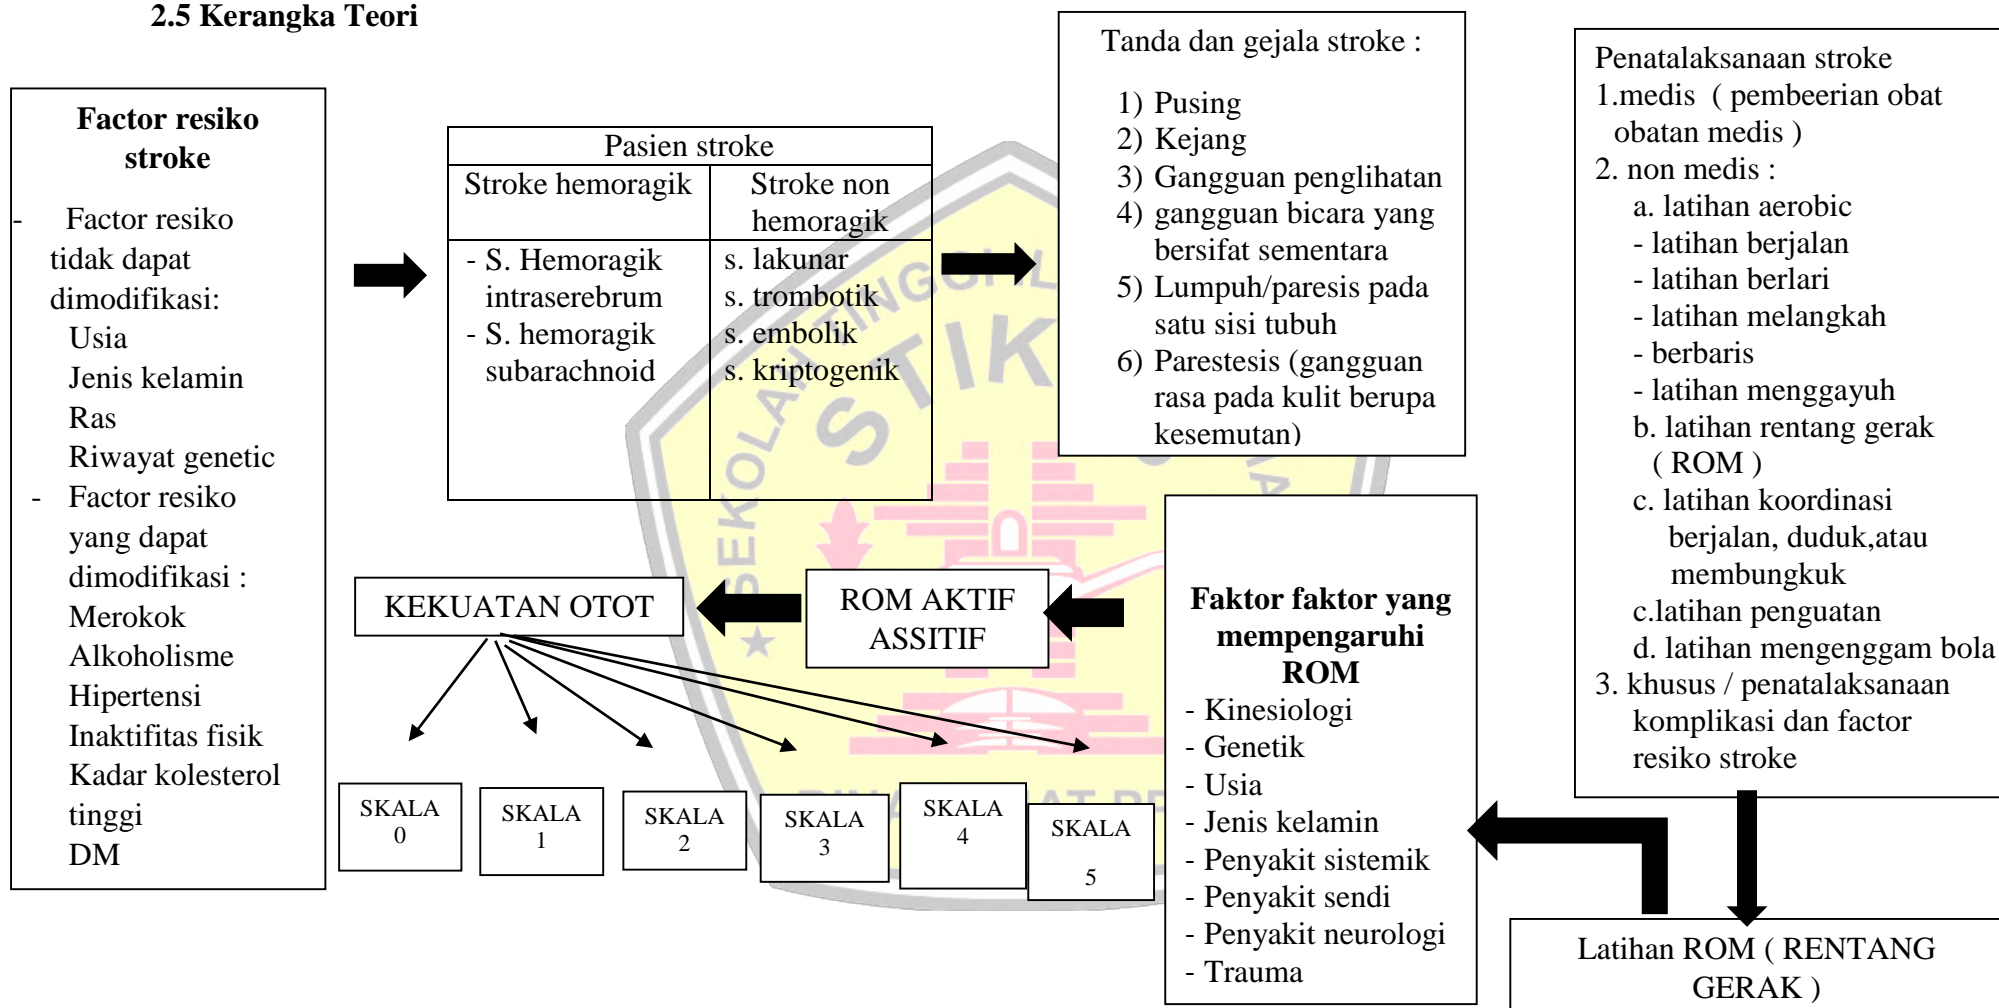 2.5 Kerangka Teori
Factor resiko
stroke
- Factor resiko
tidak dapat
dimodifikasi:
Usia
Jenis kelamin
Ras
Riwayat genetic
- Factor resiko
yang dapat
dimodifikasi :
Merokok
Alkoholisme
Hipertensi
Inaktifitas fisik
Kadar kolesterol
tinggi
DM
Pasien stroke
Stroke hemoragik
- S. Hemoragik
intraserebrum
- S. hemoragik
subarachnoid
Stroke non
hemoragik
s. lakunar
s. trombotik
s. embolik
s. kriptogenik
Tanda dan gejala stroke :
1) Pusing
2) Kejang
3) Gangguan penglihatan
4) gangguan bicara yang
bersifat sementara
5) Lumpuh/paresis pada
satu sisi tubuh
6) Parestesis (gangguan
rasa pada kulit berupa
kesemutan)
Penatalaksanaan stroke
1.medis ( pembeerian obat
obatan medis )
2. non medis :
a. latihan aerobic
- latihan berjalan
- latihan berlari
- latihan melangkah
- berbaris
- latihan menggayuh
b. latihan rentang gerak
( ROM )
c. latihan koordinasi
berjalan, duduk,atau
membungkuk
c.latihan penguatan
d. latihan mengenggam bola
3. khusus / penatalaksanaan
komplikasi dan factor
resiko stroke
Latihan ROM ( RENTANG
GERAK )
Faktor faktor yang
mempengaruhi
ROM
- Kinesiologi
- Genetik
- Usia
- Jenis kelamin
- Penyakit sistemik
- Penyakit sendi
- Penyakit neurologi
- Trauma
ROM AKTIF
ASSITIF
KEKUATAN OTOT
SKALA
0
SKALA
1
SKALA
2
SKALA
3
SKALA
4
SKALA
5
SEKOLAH TINGGI
STIK